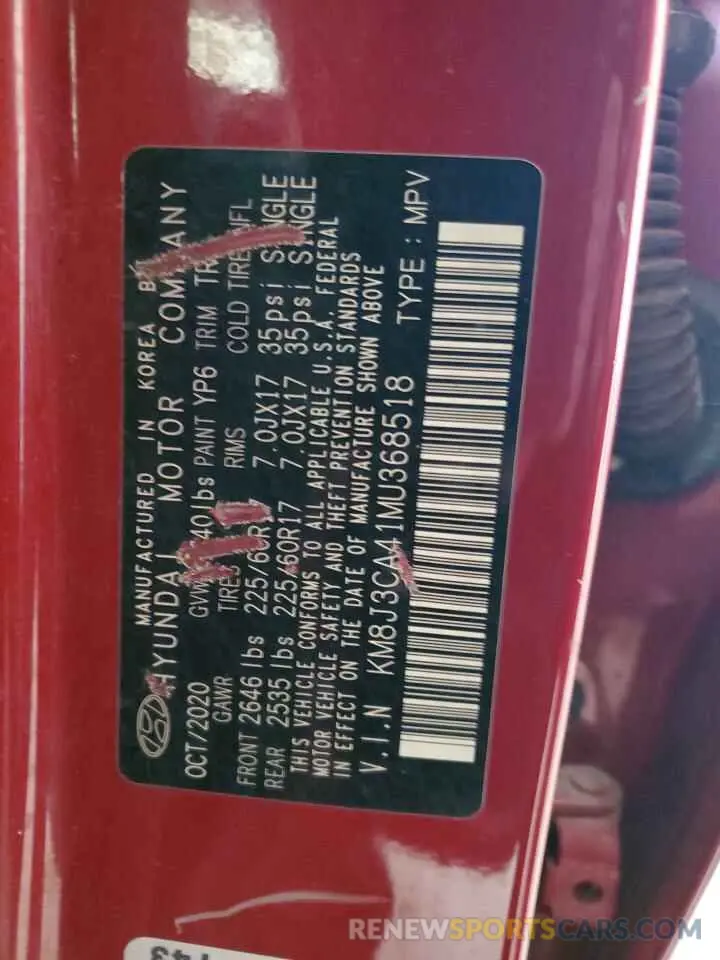 MANUFACTURED IN KOREA
HYUNDAI MOTOR COMPANY
OCT/2020 40lbs PAINT YP6 TRIM
GAWR RIMS COLD TIRE
FRONT 2646 lbs 225/60R17 7.0JX17 35psi SINGLE
REAR 2535 lbs 225/60R17 7.0JX17 35psi SINGLE
THIS VEHICLE CONFORMS TO ALL APPLICABLE U.S.A. FEDERAL
MOTOR VEHICLE SAFETY AND THEFT PREVENTION STANDARDS
IN EFFECT ON THE DATE OF MANUFACTURE SHOWN ABOVE
V.I.N KM8J3CA41MU368518 TYPE : MPV
143
RENEWSPORTSCARS.COM